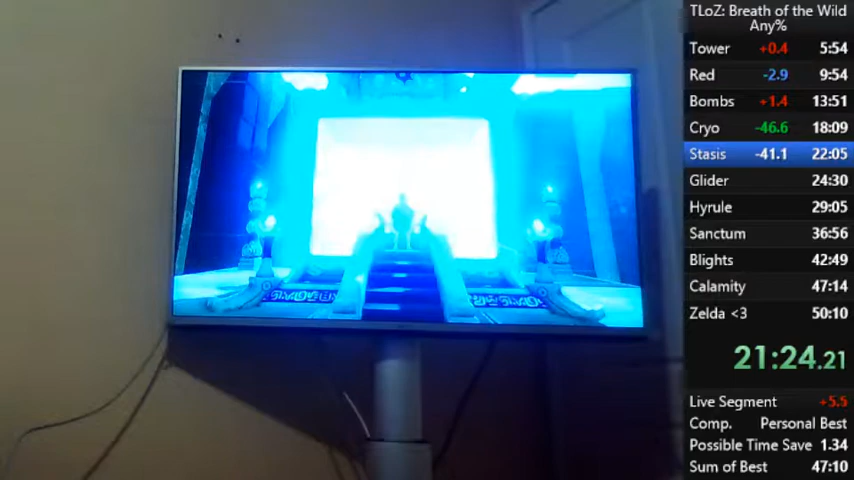 TLoZ: Breath of the Wild
Any%
Tower +0.4 5:54
Red -2.9 9:54
Bombs +1.4 13:51
Cryo -46.6 18:09
Stasis -41.1 22:05
Glider 24:30
Hyrule 29:05
Sanctum 36:56
Blights 42:49
Calamity 47:14
Zelda <3 50:10
21:24.21
Live Segment +5.5
Comp. Personal Best
Possible Time Save 1.34
Sum of Best 47:10